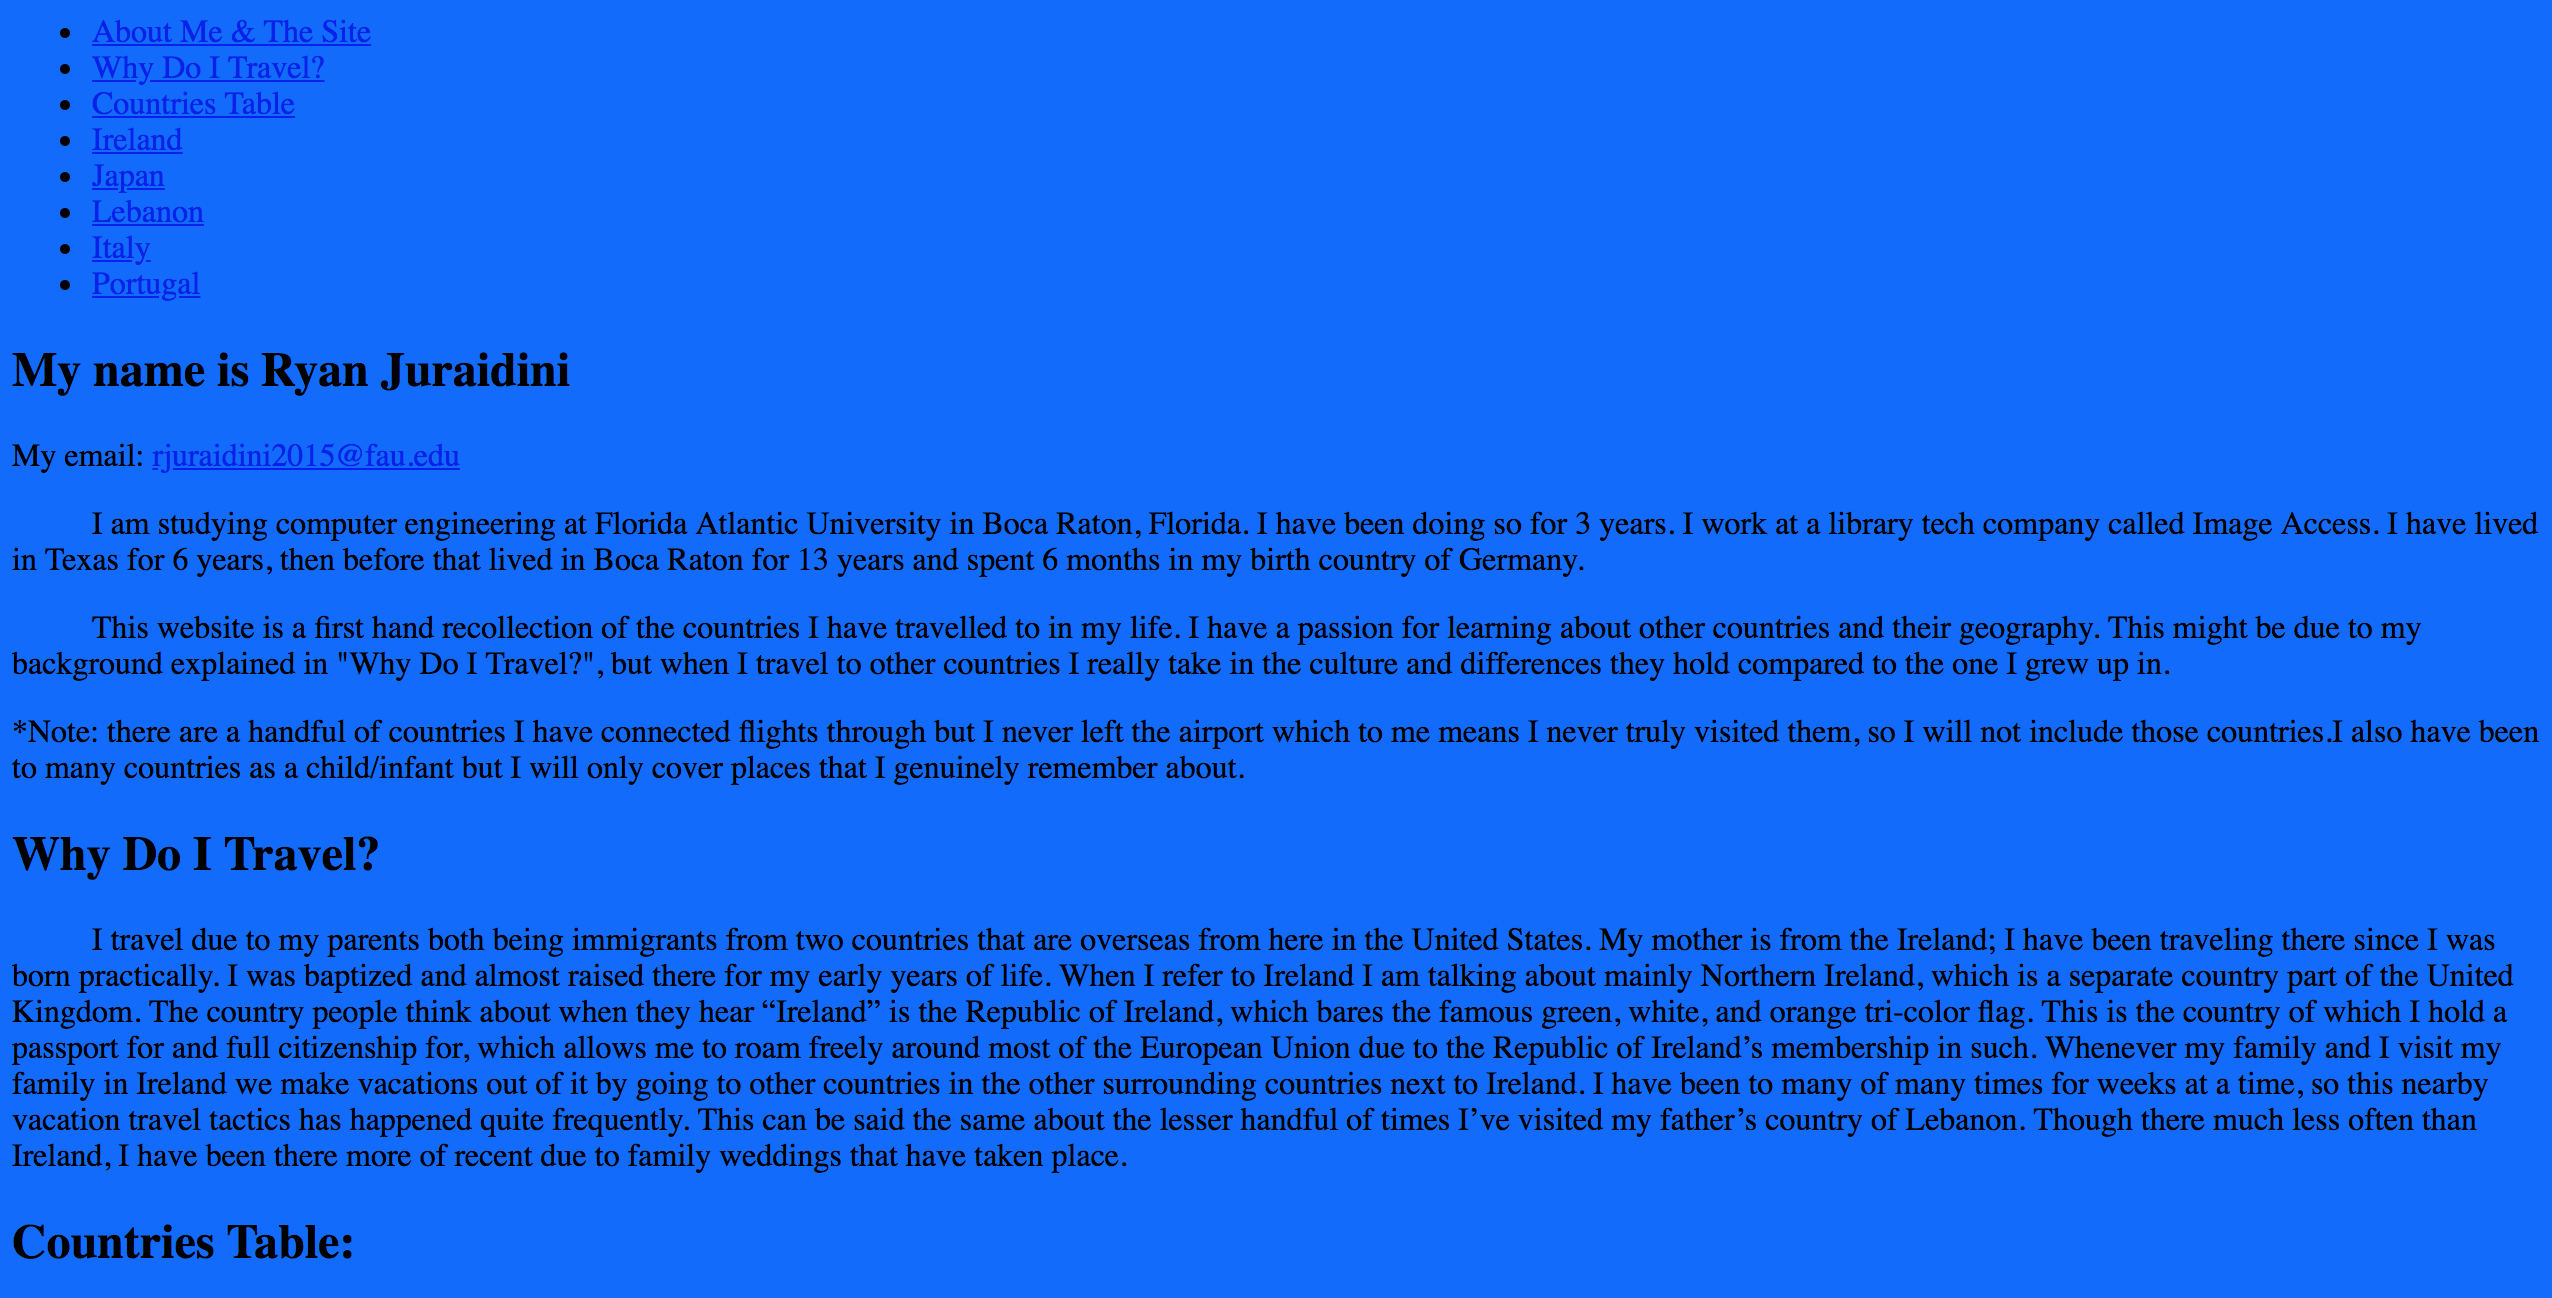 About Me & The Site
Why Do I Travel?
Countries Table
Ireland
Japan
Lebanon
Italy
Portugal
My name is Ryan Juraidini
My email: rjuraidini2015@fau.edu
I am studying computer engineering at Florida Atlantic University in Boca Raton, Florida. I have been doing so for 3 years. I work at a library tech company called Image Access. I have lived
in Texas for 6 years, then before that lived in Boca Raton for 13 years and spent 6 months in my birth country of Germany.
This website is a first hand recollection of the countries I have travelled to in my life. I have a passion for learning about other countries and their geography. This might be due to my
background explained in "Why Do I Travel?", but when I travel to other countries I really take in the culture and differences they hold compared to the one I grew up in.
*Note: there are a handful of countries I have connected flights through but I never left the airport which to me means I never truly visited them, so I will not include those countries.I also have been
to many countries as a child/infant but I will only cover places that I genuinely remember about.
Why Do I Travel?
I travel due to my parents both being immigrants from two countries that are overseas from here in the United States. My mother is from the Ireland; I have been traveling there since I was
born practically. I was baptized and almost raised there for my early years of life. When I refer to Ireland I am talking about mainly Northern Ireland, which is a separate country part of the United
Kingdom. The country people think about when they hear “Ireland” is the Republic of Ireland, which bares the famous green, white, and orange tri-color flag. This is the country of which I hold a
passport for and full citizenship for, which allows me to roam freely around most of the European Union due to the Republic of Ireland’s membership in such. Whenever my family and I visit my
family in Ireland we make vacations out of it by going to other countries in the other surrounding countries next to Ireland. I have been to many of many times for weeks at a time, so this nearby
vacation travel tactics has happened quite frequently. This can be said the same about the lesser handful of times I’ve visited my father’s country of Lebanon. Though there much less often than
Ireland, I have been there more of recent due to family weddings that have taken place.
Countries Table: